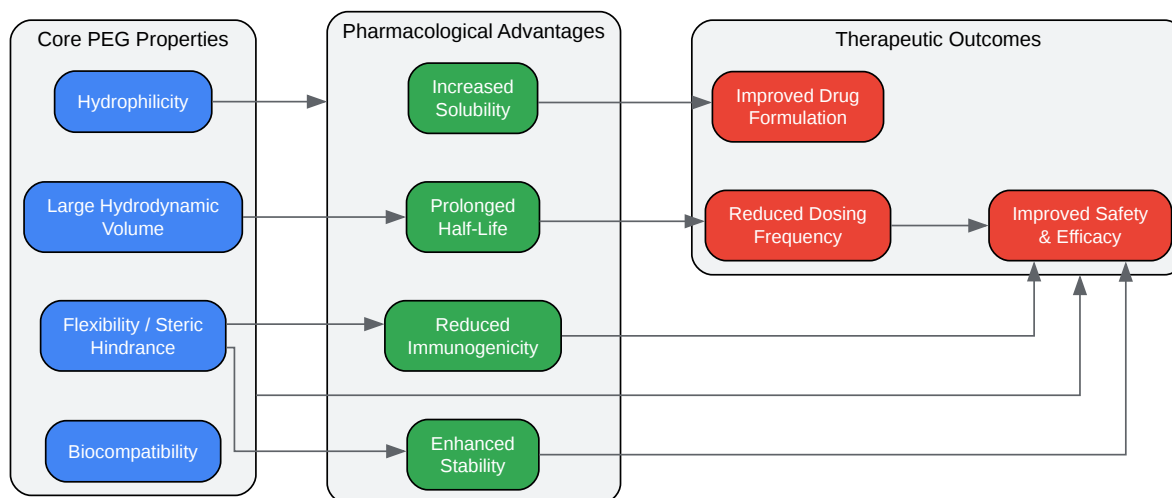 Core PEG Properties
Hydrophilicity
Large Hydrodynamic
Volume
Flexibility / Steric
Hindrance
Biocompatibility
Pharmacological Advantages
Increased
Solubility
Prolonged
Half-Life
Reduced
Immunogenicity
Enhanced
Stability
Therapeutic Outcomes
Improved Drug
Formulation
Reduced Dosing
Frequency
Improved Safety
& Efficacy